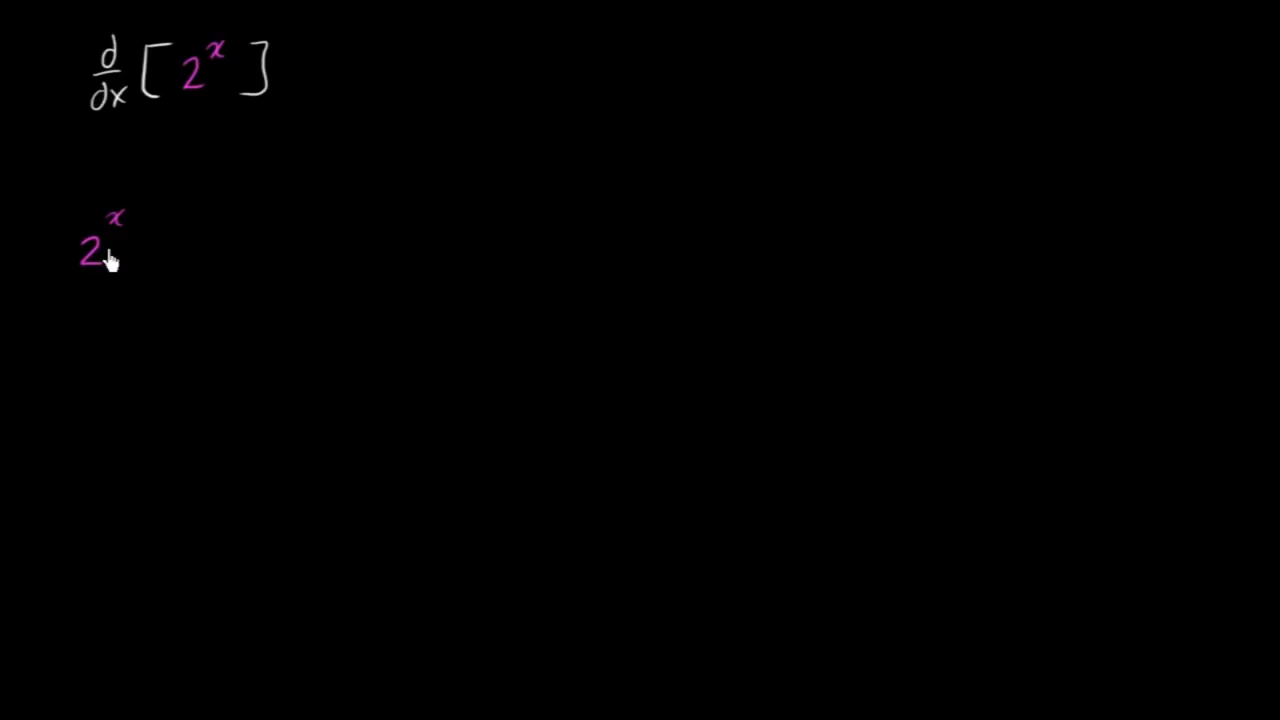 d/dx [ 2^x ]
2^x